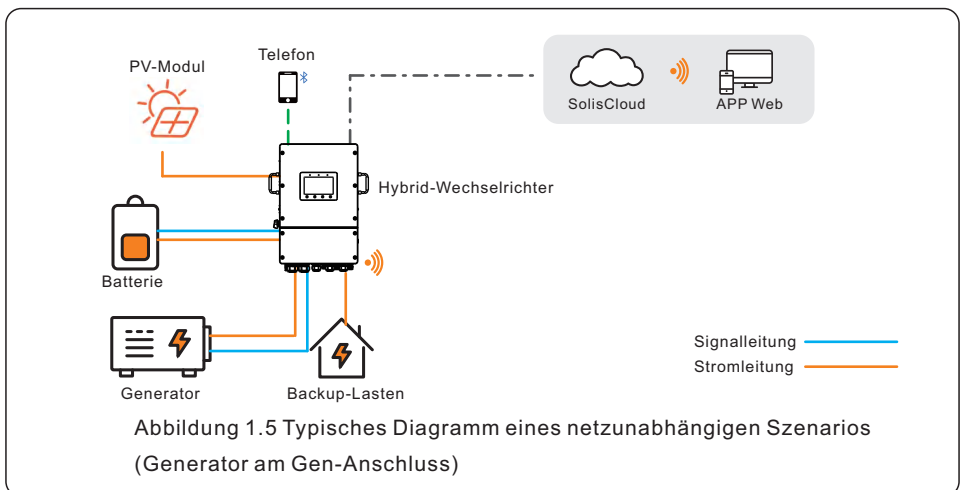 Telefon
PV-Modul
SolisCloud
APP Web
Hybrid-Wechselrichter
Batterie
Signalleitung
Stromleitung
Generator
Backup-Lasten
Abbildung 1.5 Typisches Diagramm eines netzunabhängigen Szenarios
(Generator am Gen-Anschluss)